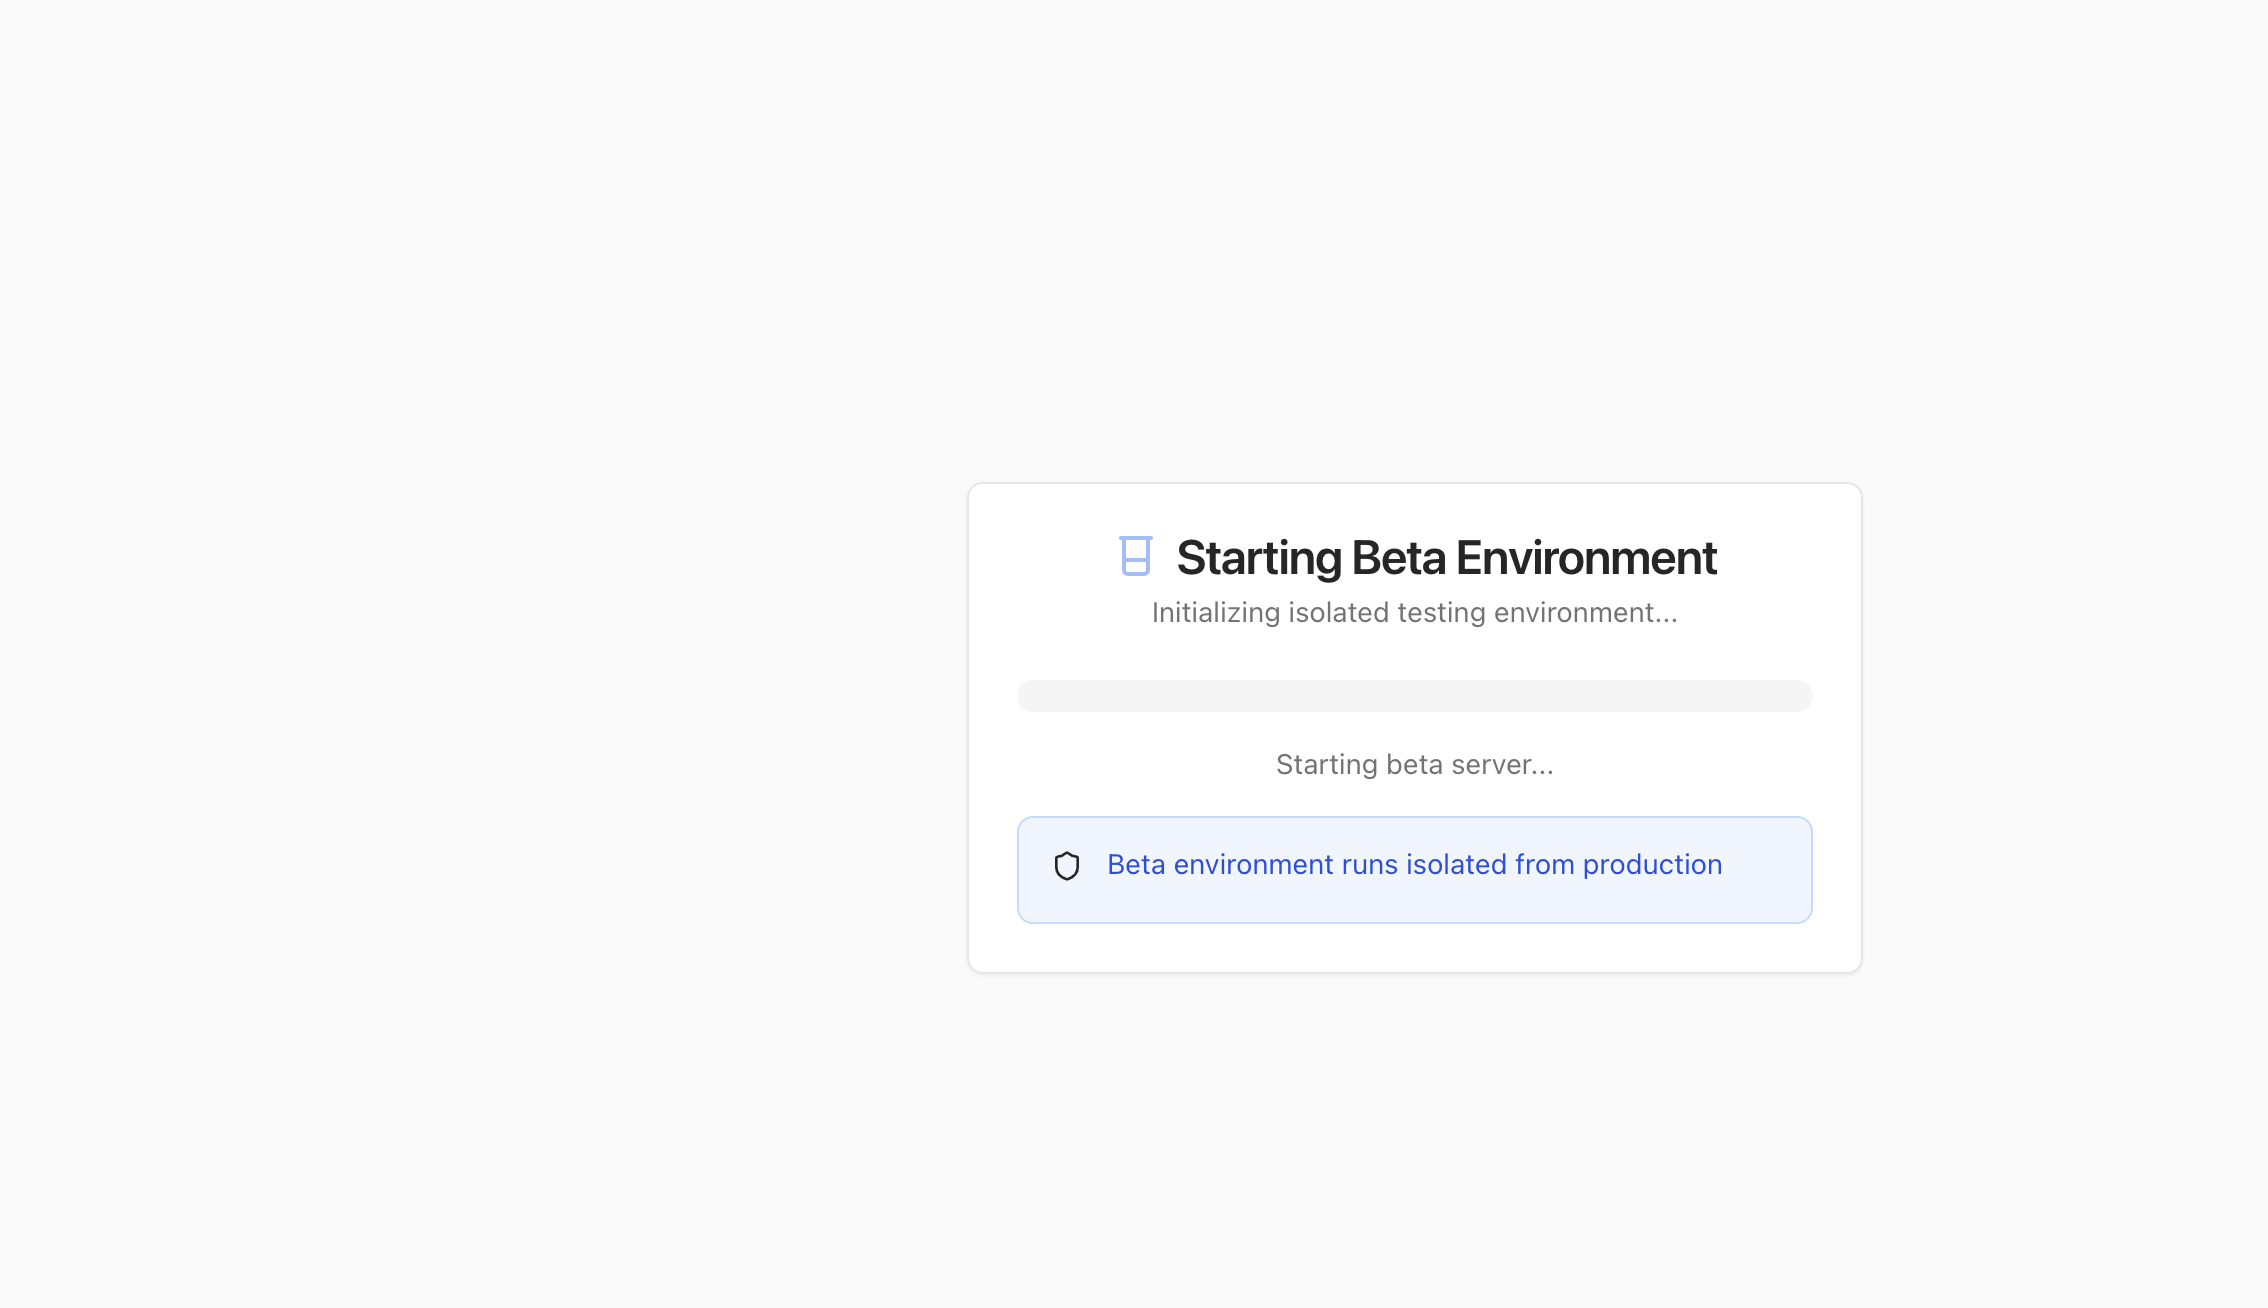 Starting Beta Environment
Initializing isolated testing environment...
Starting beta server...
Beta environment runs isolated from production